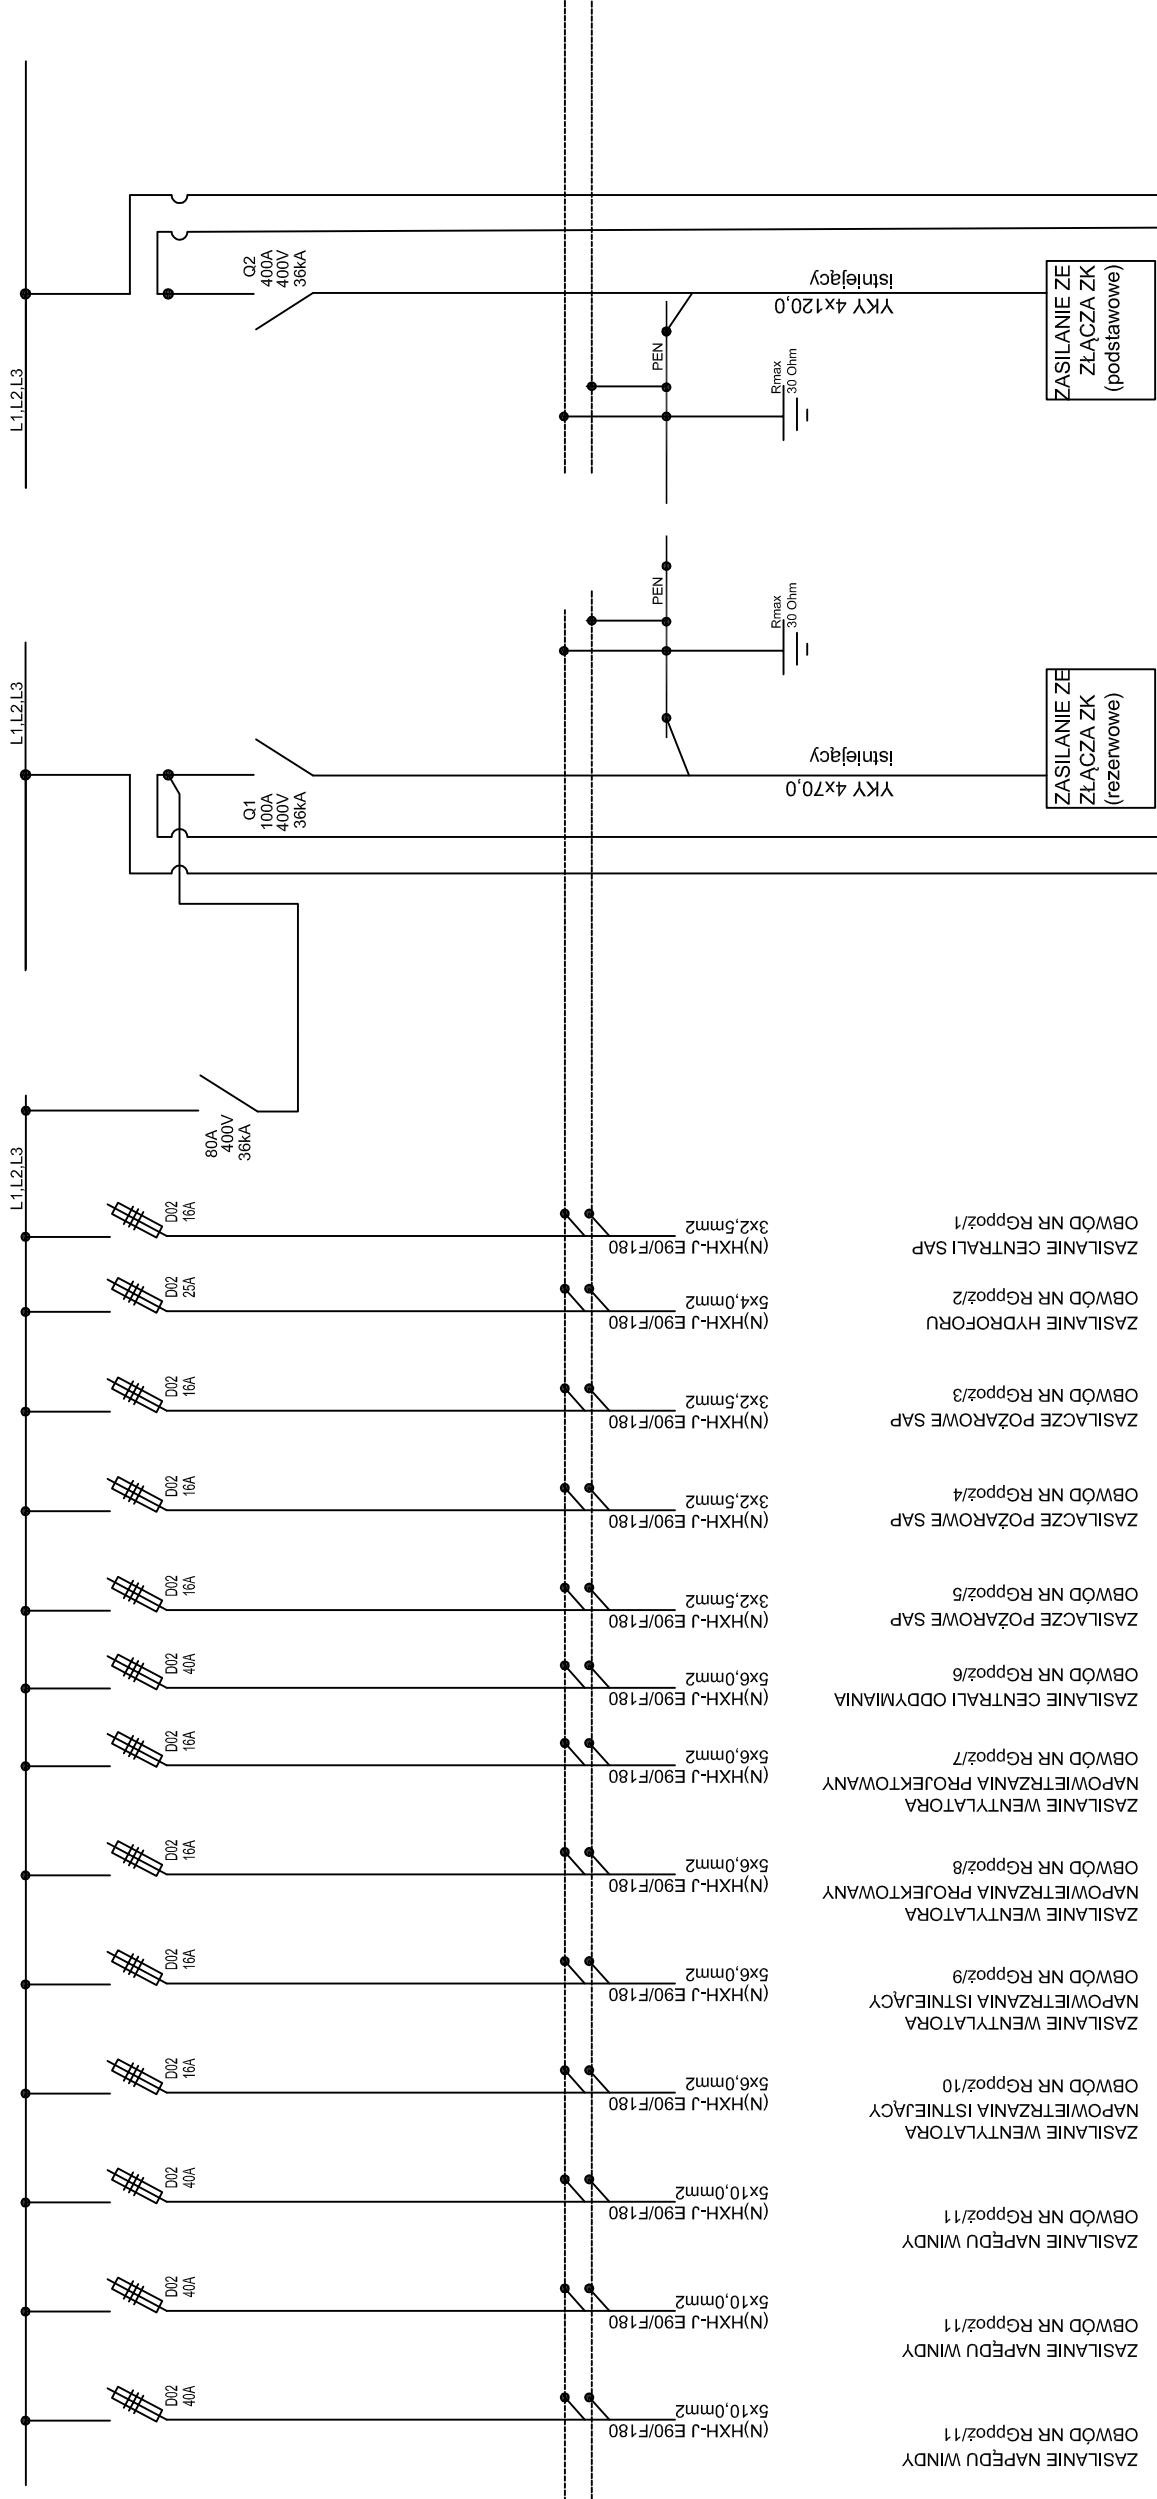 L1,L2,L3
Q2
400A
400V
36kA
istniejący
YKY 4x120,0
PEN
Rmax
30 Ohm
ZASILANIE ZE
ZŁĄCZA ZK
(podstawowe)
L1,L2,L3
Q1
100A
400V
36kA
istniejący
YKY 4x70,0
PEN
Rmax
30 Ohm
ZASILANIE ZE
ZŁĄCZA ZK
(rezerwowe)
L1,L2,L3
80A
400V
36kA
D02
16A
(N)HXH-J E90/F180
3x2,5mm2
ZASILANIE CENTRALI SAP
OBWÓD NR RGppoż/1
D02
25A
(N)HXH-J E90/F180
5x4,0mm2
ZASILANIE HYDROFORU
OBWÓD NR RGppoż/2
D02
16A
(N)HXH-J E90/F180
3x2,5mm2
ZASILACZE POŻAROWE SAP
OBWÓD NR RGppoż/3
D02
16A
(N)HXH-J E90/F180
3x2,5mm2
ZASILACZE POŻAROWE SAP
OBWÓD NR RGppoż/4
D02
16A
(N)HXH-J E90/F180
3x2,5mm2
ZASILACZE POŻAROWE SAP
OBWÓD NR RGppoż/5
D02
40A
(N)HXH-J E90/F180
5x6,0mm2
ZASILANIE CENTRALI ODDYMIANIA
OBWÓD NR RGppoż/6
D02
16A
(N)HXH-J E90/F180
5x6,0mm2
ZASILANIE WENTYLATORA
NAPOWIETRZANIA PROJEKTOWANY
OBWÓD NR RGppoż/7
D02
16A
(N)HXH-J E90/F180
5x6,0mm2
ZASILANIE WENTYLATORA
NAPOWIETRZANIA PROJEKTOWANY
OBWÓD NR RGppoż/8
D02
16A
(N)HXH-J E90/F180
5x6,0mm2
ZASILANIE WENTYLATORA
NAPOWIETRZANIA ISTNIEJĄCY
OBWÓD NR RGppoż/9
D02
16A
(N)HXH-J E90/F180
5x6,0mm2
ZASILANIE WENTYLATORA
NAPOWIETRZANIA ISTNIEJĄCY
OBWÓD NR RGppoż/10
D02
40A
(N)HXH-J E90/F180
5x10,0mm2
ZASILANIE NAPĘDU WINDY
OBWÓD NR RGppoż/11
D02
40A
(N)HXH-J E90/F180
5x10,0mm2
ZASILANIE NAPĘDU WINDY
OBWÓD NR RGppoż/11
D02
40A
(N)HXH-J E90/F180
5x10,0mm2
ZASILANIE NAPĘDU WINDY
OBWÓD NR RGppoż/11